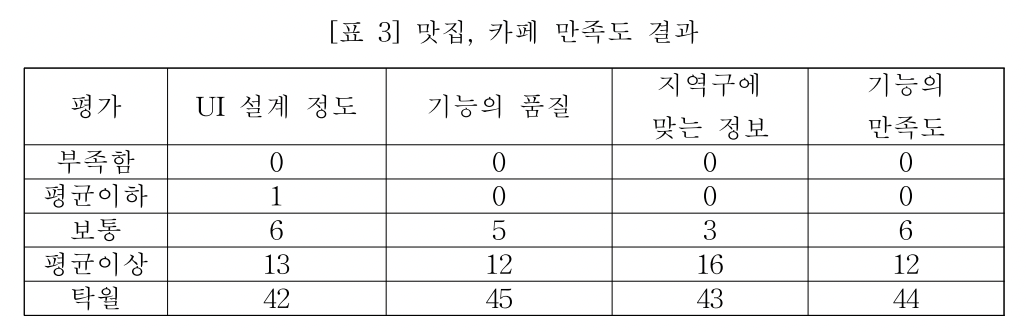 [표 3] 맛집, 카페 만족도 결과
평가 UI 설계 정도 기능의 품질 지역구에 맞는 정보 기능의 만족도
부족함 0 0 0 0
평균이하 1 0 0 0
보통 6 5 3 6
평균이상 13 12 16 12
탁월 42 45 43 44